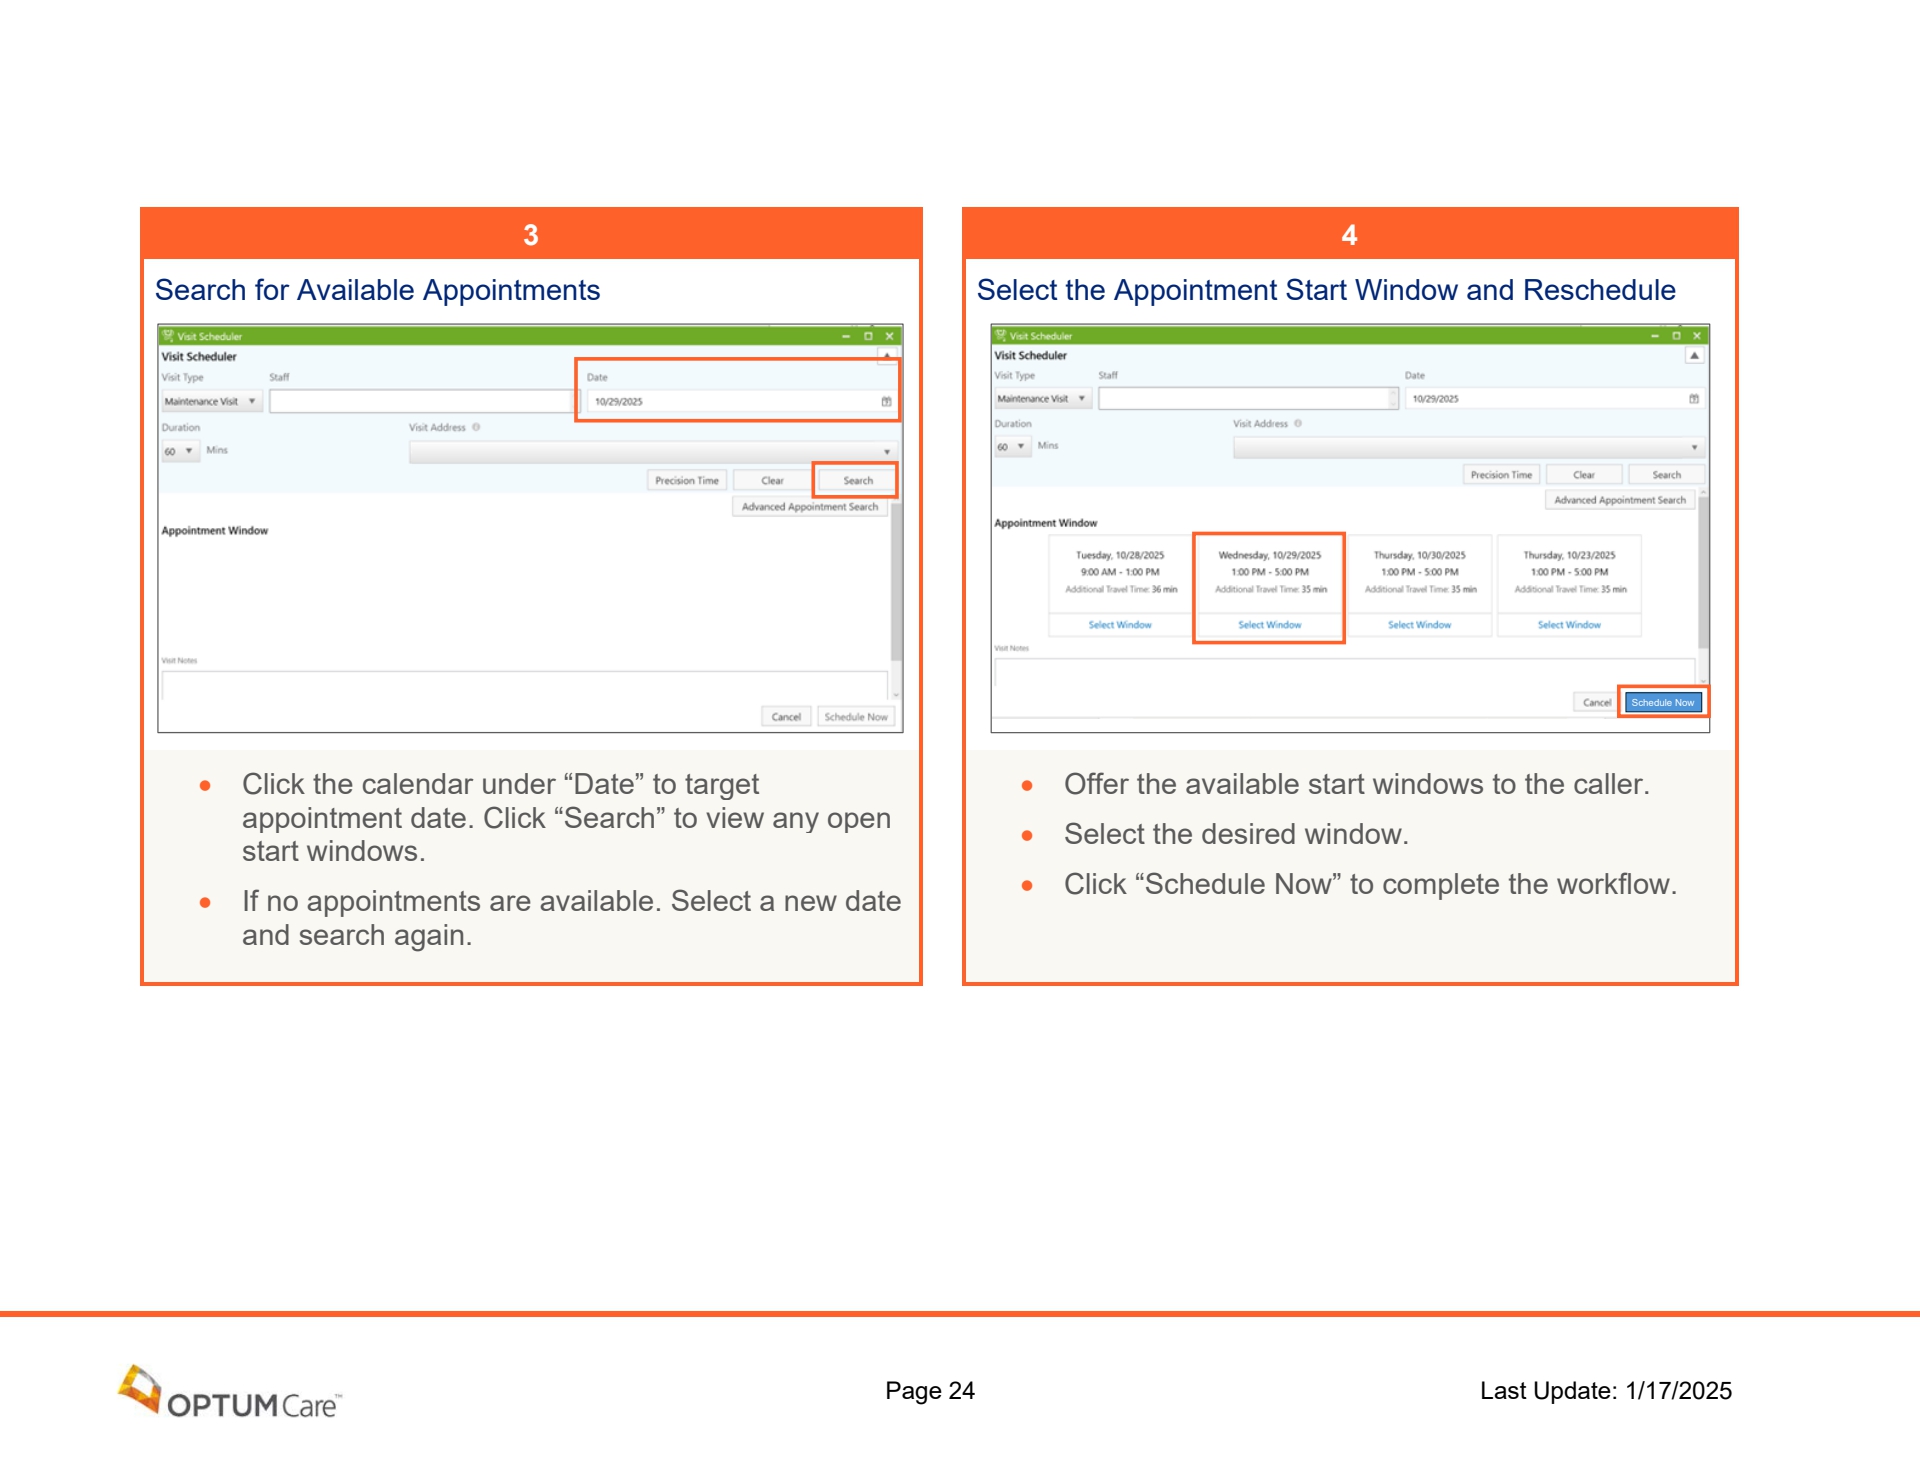 3
Search for Available Appointments
Visit Scheduler
Visit Scheduler
Visit Type
Staff
Date
Maintenance Visit
10/29/2025
Duration
Visit Address
60
Mins
Precision Time
Clear
Search
Advanced Appointment Search
Appointment Window
Visit Notes
Cancel
Schedule Now
• Click the calendar under “Date” to target
appointment date. Click “Search” to view any open
start windows.
• If no appointments are available. Select a new date
and search again.
4
Select the Appointment Start Window and Reschedule
Visit Scheduler
Visit Scheduler
Visit Type
Staff
Date
Maintenance Visit
10/29/2025
Duration
Visit Address
60
Mins
Precision Time
Clear
Search
Advanced Appointment Search
Appointment Window
Tuesday, 10/28/2025
9:00 AM - 1:00 PM
Additional Travel Time: 36 min
Select Window
Wednesday, 10/29/2025
1:00 PM - 5:00 PM
Additional Travel Time: 35 min
Select Window
Thursday, 10/30/2025
1:00 PM - 5:00 PM
Additional Travel Time: 35 min
Select Window
Thursday, 10/23/2025
1:00 PM - 5:00 PM
Additional Travel Time: 35 min
Select Window
Visit Notes
Cancel
Schedule Now
• Offer the available start windows to the caller.
• Select the desired window.
• Click “Schedule Now” to complete the workflow.
OPTUM Care™
Page 24
Last Update: 1/17/2025